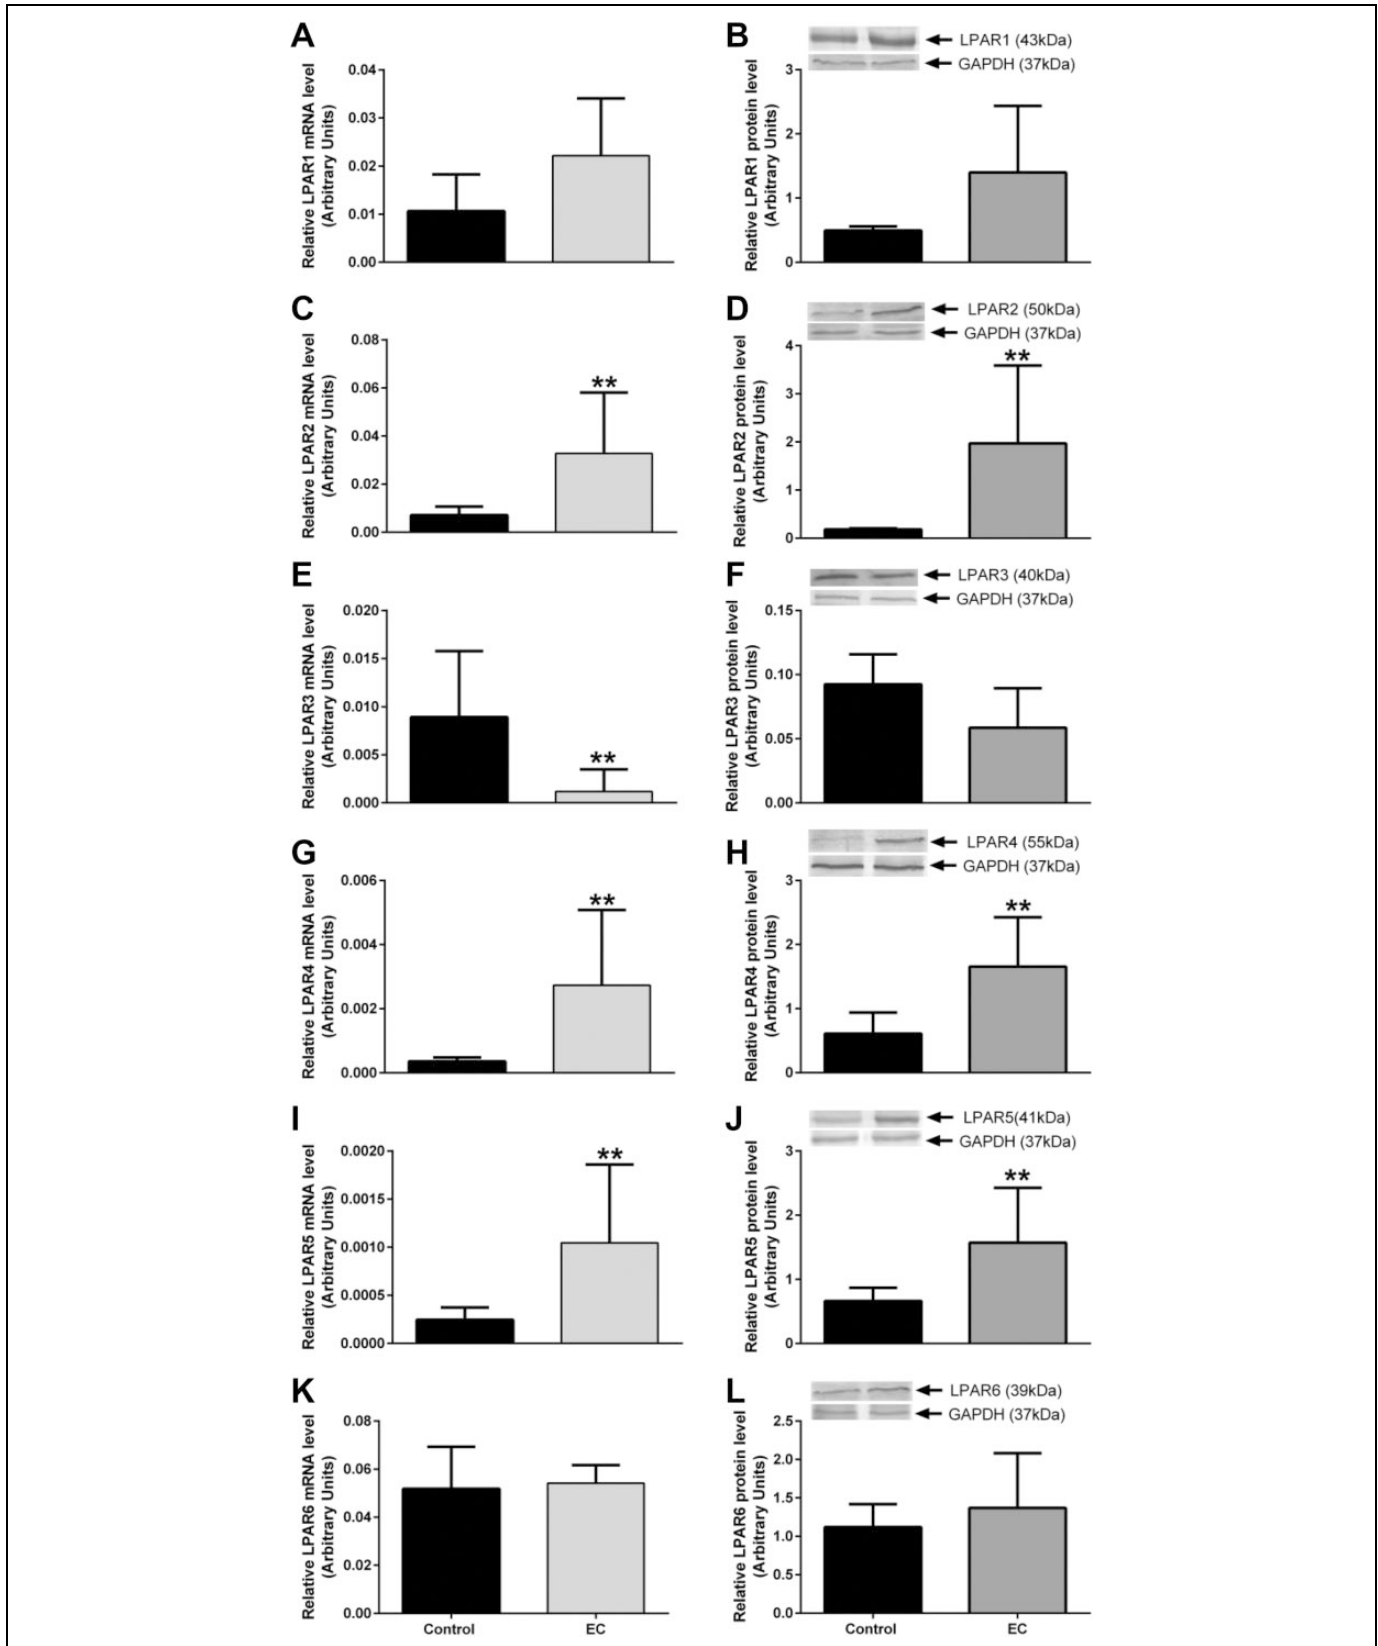 A
Relative LPAR1 mRNA level
(Arbitrary Units)
0.04
0.03
0.02
0.01
0.00
B
LPAR1 (43kDa)
GAPDH (37kDa)
Relative LPAR1 protein level
(Arbitrary Units)
3
2
1
0
C
Relative LPAR2 mRNA level
(Arbitrary Units)
0.08
0.06
0.04
0.02
0.00
**
D
LPAR2 (50kDa)
GAPDH (37kDa)
Relative LPAR2 protein level
(Arbitrary Units)
4
3
2
1
0
**
E
Relative LPAR3 mRNA level
(Arbitrary Units)
0.020
0.015
0.010
0.005
0.000
**
F
LPAR3 (40kDa)
GAPDH (37kDa)
Relative LPAR3 protein level
(Arbitrary Units)
0.15
0.10
0.05
0.00
G
Relative LPAR4 mRNA level
(Arbitrary Units)
0.006
0.004
0.002
0.000
**
H
LPAR4 (55kDa)
GAPDH (37kDa)
Relative LPAR4 protein level
(Arbitrary Units)
3
2
1
0
**
I
Relative LPAR5 mRNA level
(Arbitrary Units)
0.0020
0.0015
0.0010
0.0005
0.0000
**
J
LPAR5(41kDa)
GAPDH (37kDa)
Relative LPAR5 protein level
(Arbitrary Units)
3
2
1
0
**
K
Relative LPAR6 mRNA level
(Arbitrary Units)
0.08
0.06
0.04
0.02
0.00
Control EC
L
LPAR6 (39kDa)
GAPDH (37kDa)
Relative LPAR6 protein level
(Arbitrary Units)
2.5
2.0
1.5
1.0
0.5
0.0
Control EC